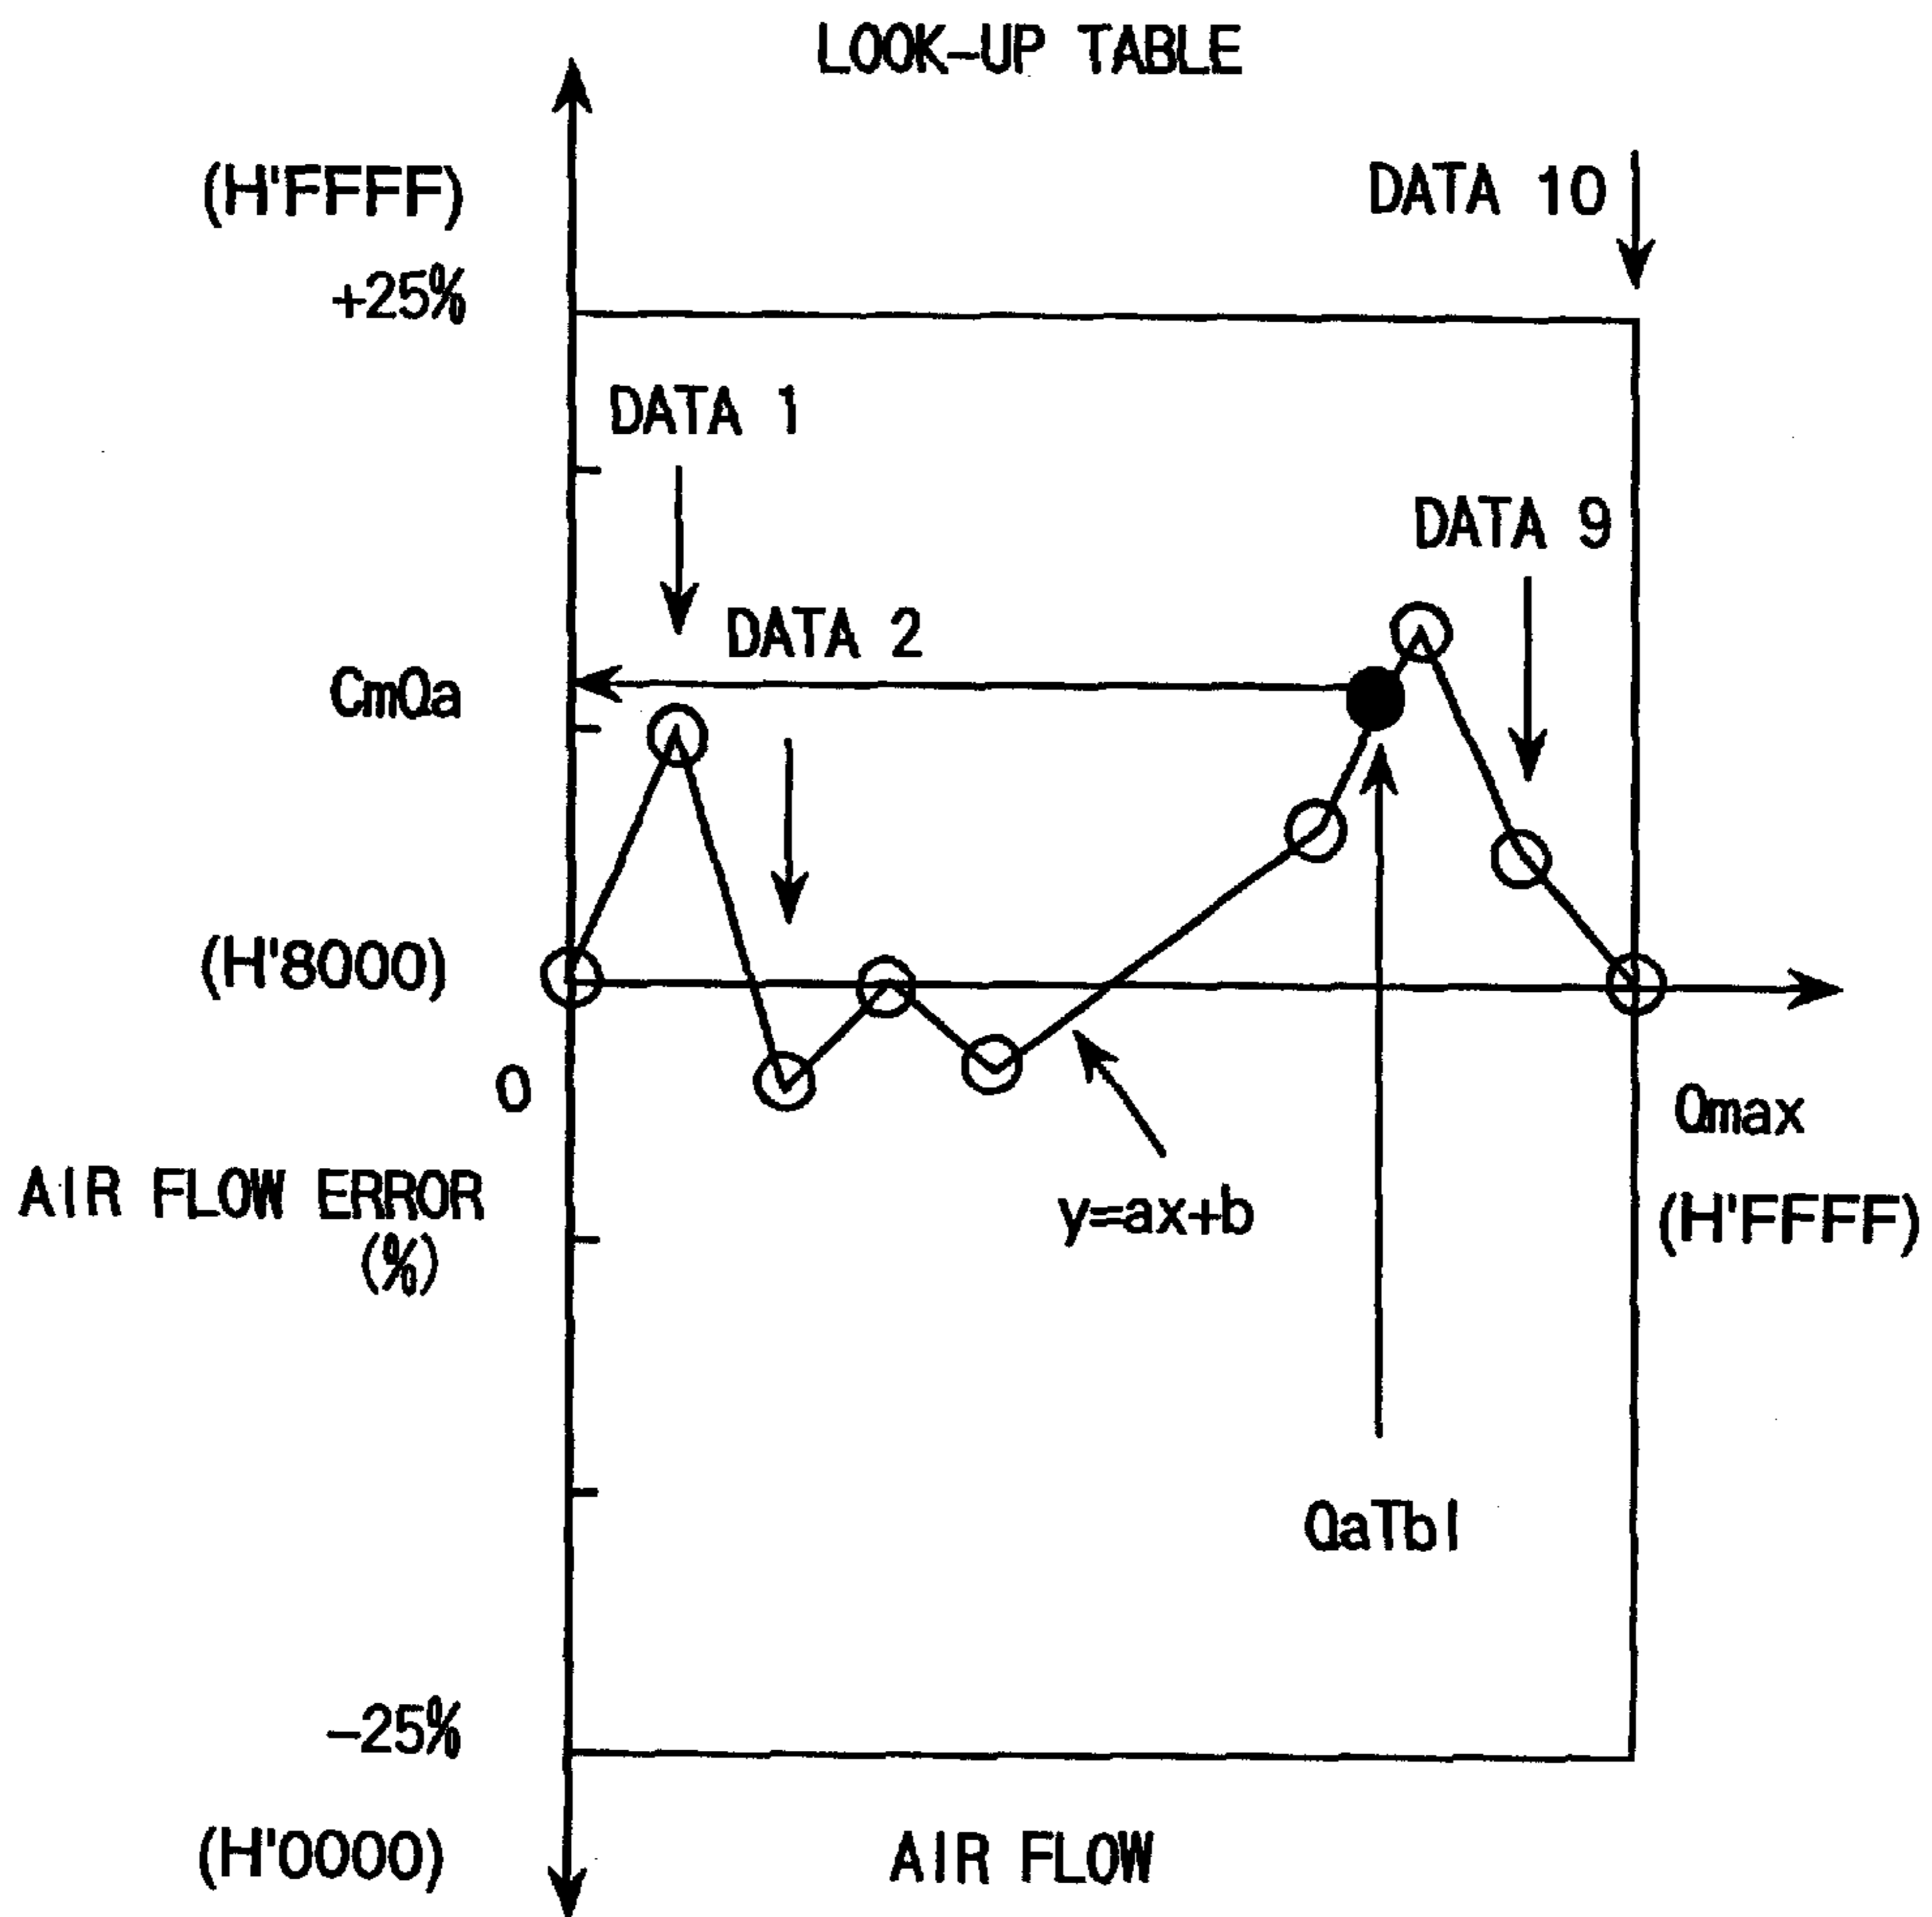 LOOK-UP TABLE
(H'FFFF)
DATA 10
+25%
DATA 1
DATA 9
DATA 2
CmQa
(H'8000)
0
Qmax
AIR FLOW ERROR
(%)
y=ax+b
(H'FFFF)
QaTbl
-25%
(H'0000)
AIR FLOW